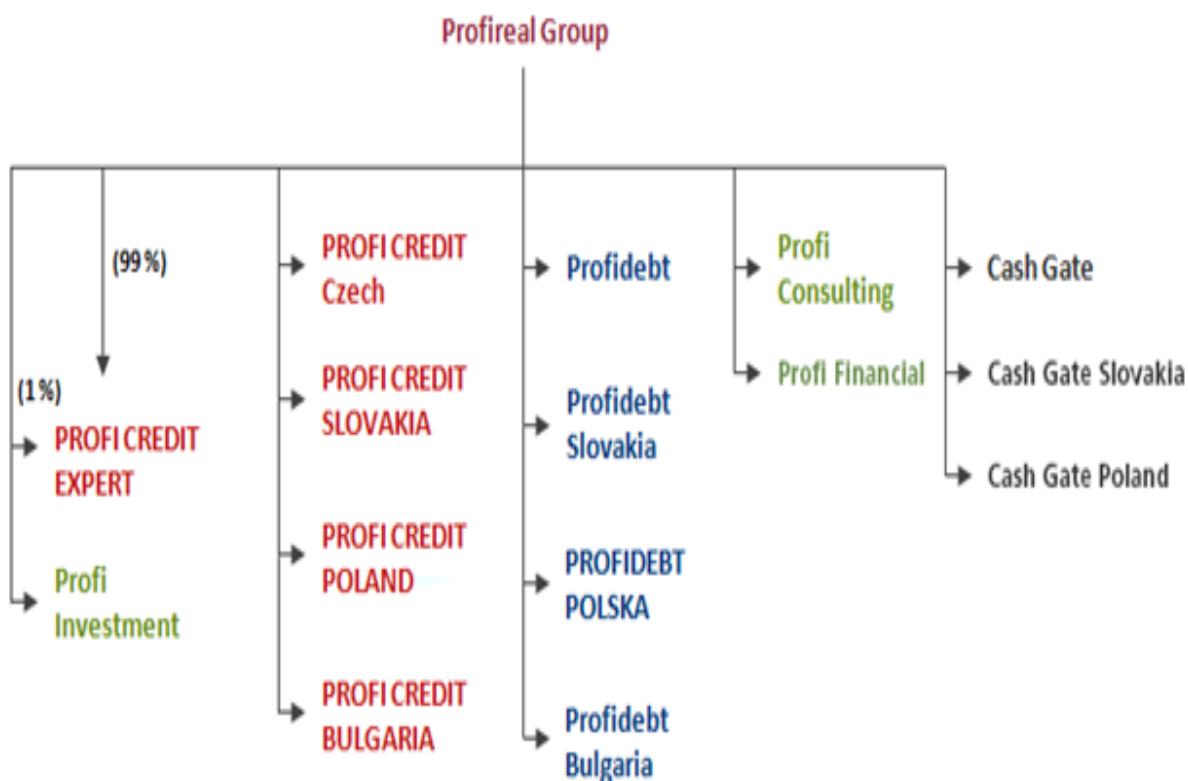 Profireal Group
(99%)
(1%)
PROFI CREDIT
EXPERT
Profi
Investment
PROFI CREDIT
Czech
PROFI CREDIT
SLOVAKIA
PROFI CREDIT
POLAND
PROFI CREDIT
BULGARIA
Profidebt
Profidebt
Slovakia
PROFIDEBT
POLSKA
Profidebt
Bulgaria
Profi
Consulting
Profi Financial
Cash Gate
Cash Gate Slovakia
Cash Gate Poland